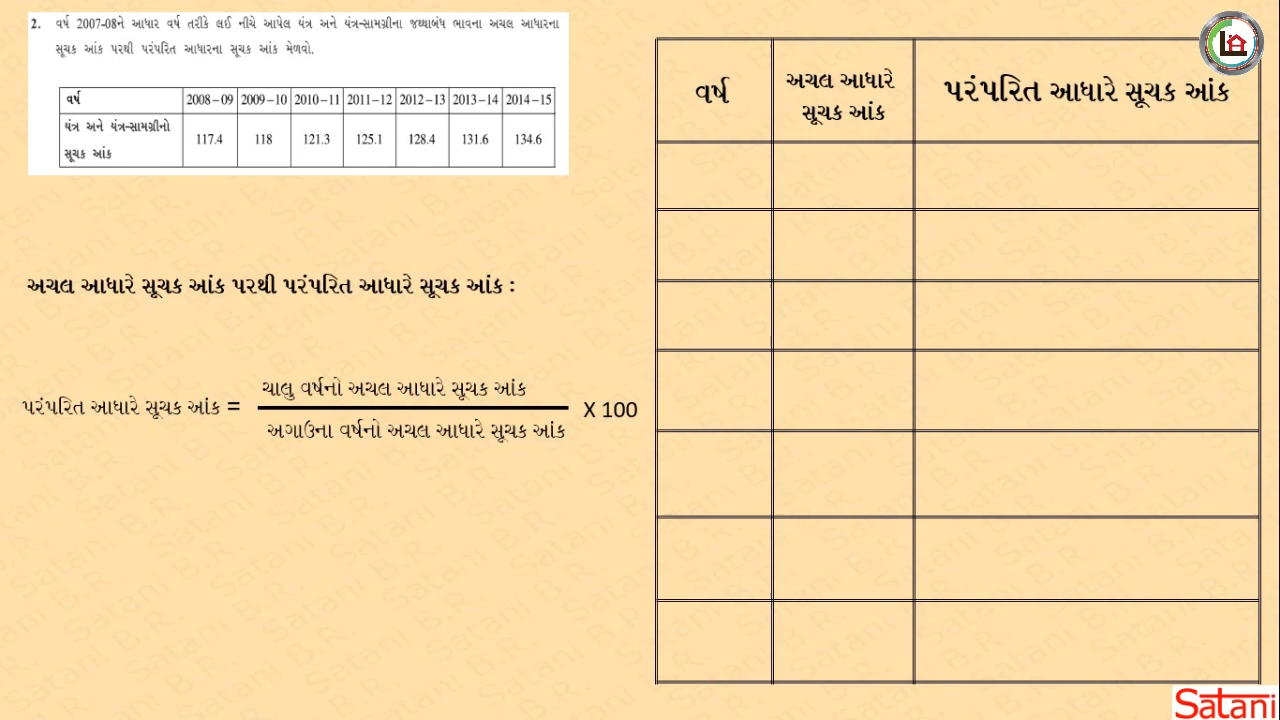 2. વર્ષ 2007-08ને આધાર વર્ષ તરીકે લઈ નીચે આપેલ યંત્ર અને યંત્ર-સામગ્રીના જથ્થાબંધ ભાવના અચલ આધારના
સૂચક આંક પરથી પરંપરિત આધારના સૂચક આંક મેળવો.
વર્ષ 2008–09 2009–10 2010–11 2011–12 2012–13 2013–14 2014–15
યંત્ર અને યંત્ર-સામગ્રીનો
સૂચક આંક 117.4 118 121.3 125.1 128.4 131.6 134.6
અચલ આધારે સૂચક આંક પરથી પરંપરિત આધારે સૂચક આંક :
પરંપરિત આધારે સૂચક આંક =
ચાલુ વર્ષનો અચલ આધારે સૂચક આંક
અગાઉના વર્ષનો અચલ આધારે સૂચક આંક
X 100
વર્ષ
અચલ આધારે
સૂચક આંક
પરંપરિત આધારે સૂચક આંક
Satani